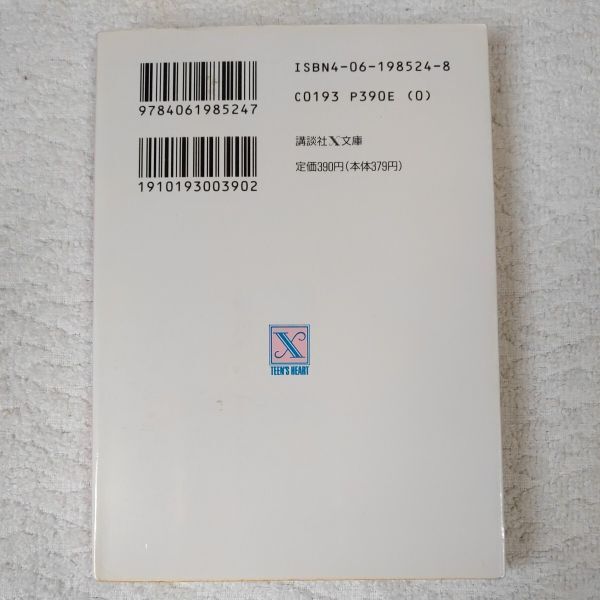 ISBN4-06-198524-8
9784061985247
C0193 P390E (0)
講談社X文庫
1910193003902
定価390円(本体379円)
X
TEEN'S HEART